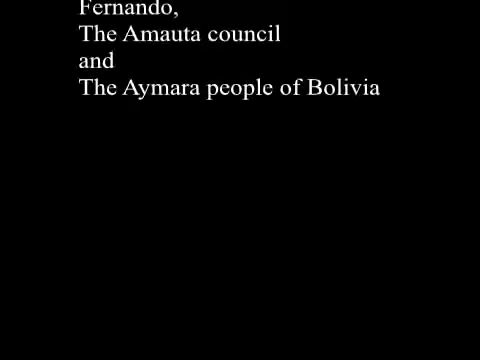 Fernando,
The Amauta council
and
The Aymara people of Bolivia